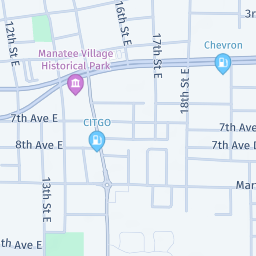 12th St E
16th St
17th St E
3r
Chevron
Manatee Village
Historical Park
18th St E
7th Ave E
CITGO
7th Ave
8th Ave E
7th Ave D
13th St E
Man
9th Ave E